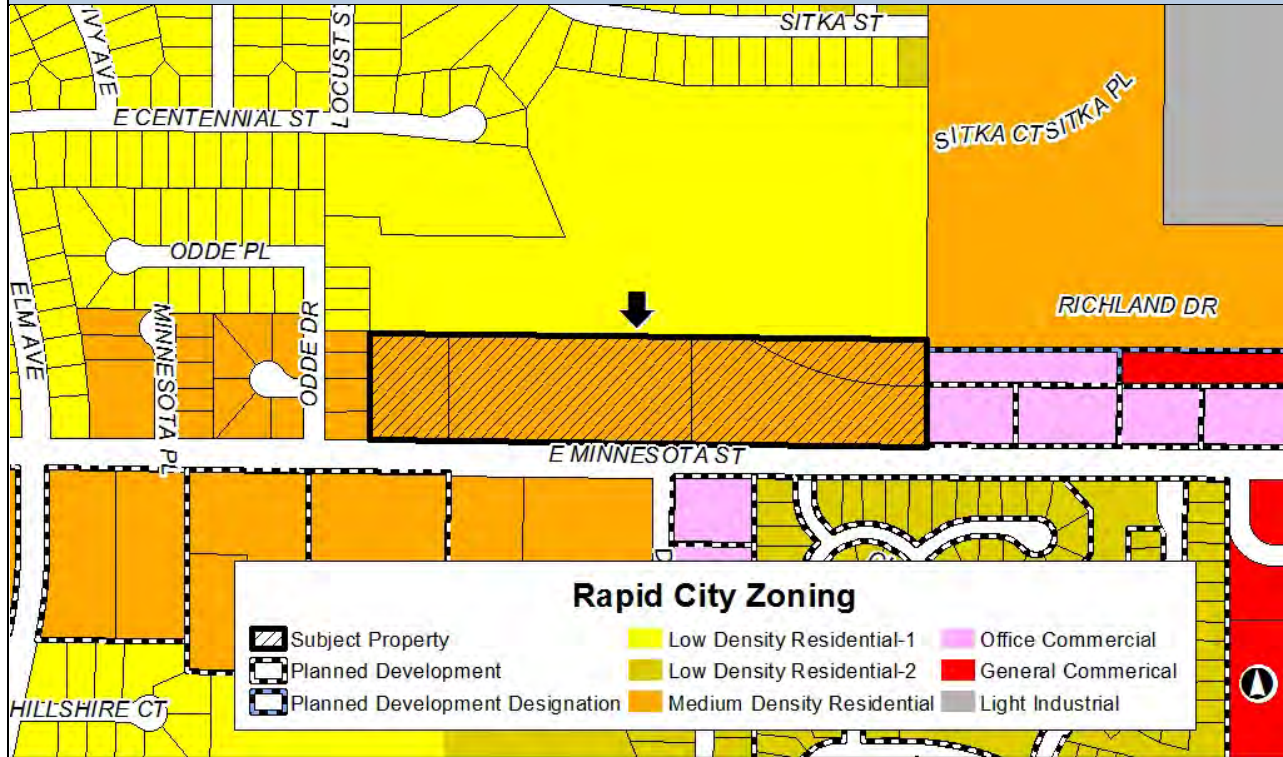 SITKA ST
IVY AVE
LOCUST S
E CENTENNIAL ST
SITKA CT
SITKA PL
ODDE PL
RICHLAND DR
ELM AVE
MINNESOTA PL
ODDE DR
E MINNESOTA ST
D
HILLSHIRE CT
Rapid City Zoning
Subject Property
Planned Development
Planned Development Designation
Low Density Residential-1
Low Density Residential-2
Medium Density Residential
Office Commercial
General Commerical
Light Industrial